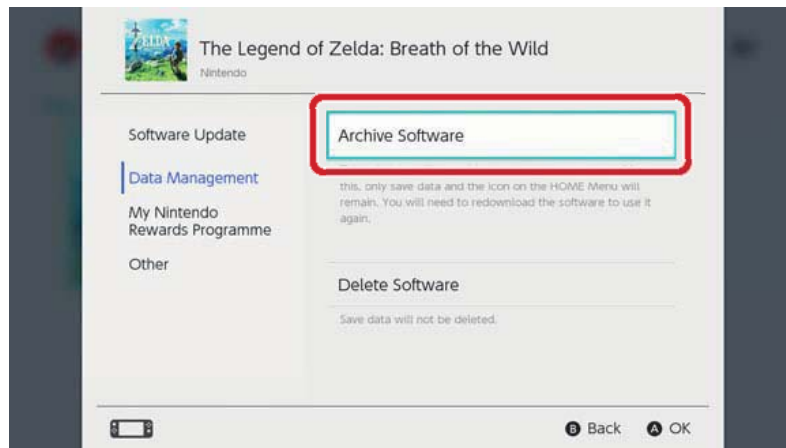 ZELDA
The Legend of Zelda: Breath of the Wild
Nintendo
Software Update
Data Management
My Nintendo
Rewards Programme
Other
Archive Software
this, only save data and the icon on the HOME Menu will
remain. You will need to redownload the software to use it
again.
Delete Software
Save data will not be deleted.
B Back A OK